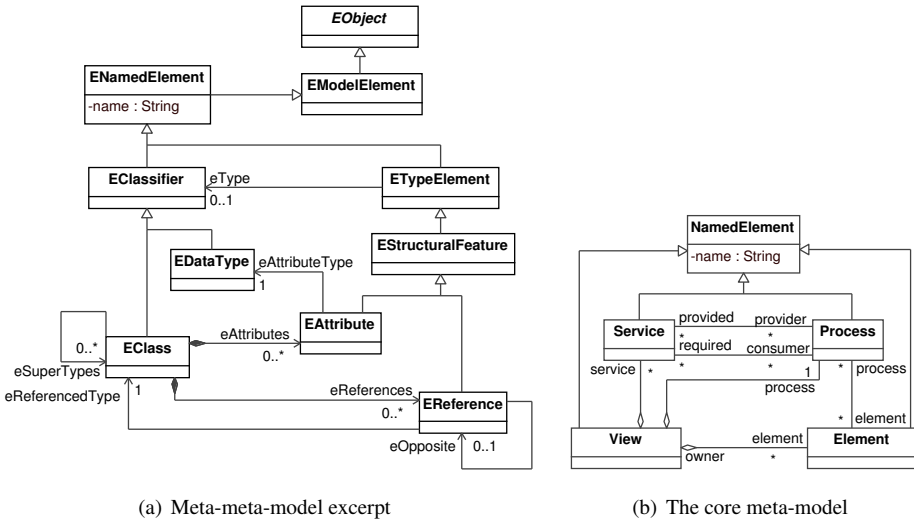 EObject
ENamedElement
-name : String
EModelElement
EClassifier
eType
0..1
ETypeElement
EStructuralFeature
EDataType
eAttributeType
1
EAttribute
eAttributes
0..*
EClass
0..*
eSuperTypes
eReferencedType
1
eReferences
0..*
EReference
eOpposite
0..1
(a) Meta-meta-model excerpt
NamedElement
-name : String
Service
provided
*
provider
*
required
*
consumer
*
Process
service
*
1
process
*
process
*
element
View
owner
element
*
Element
(b) The core meta-model